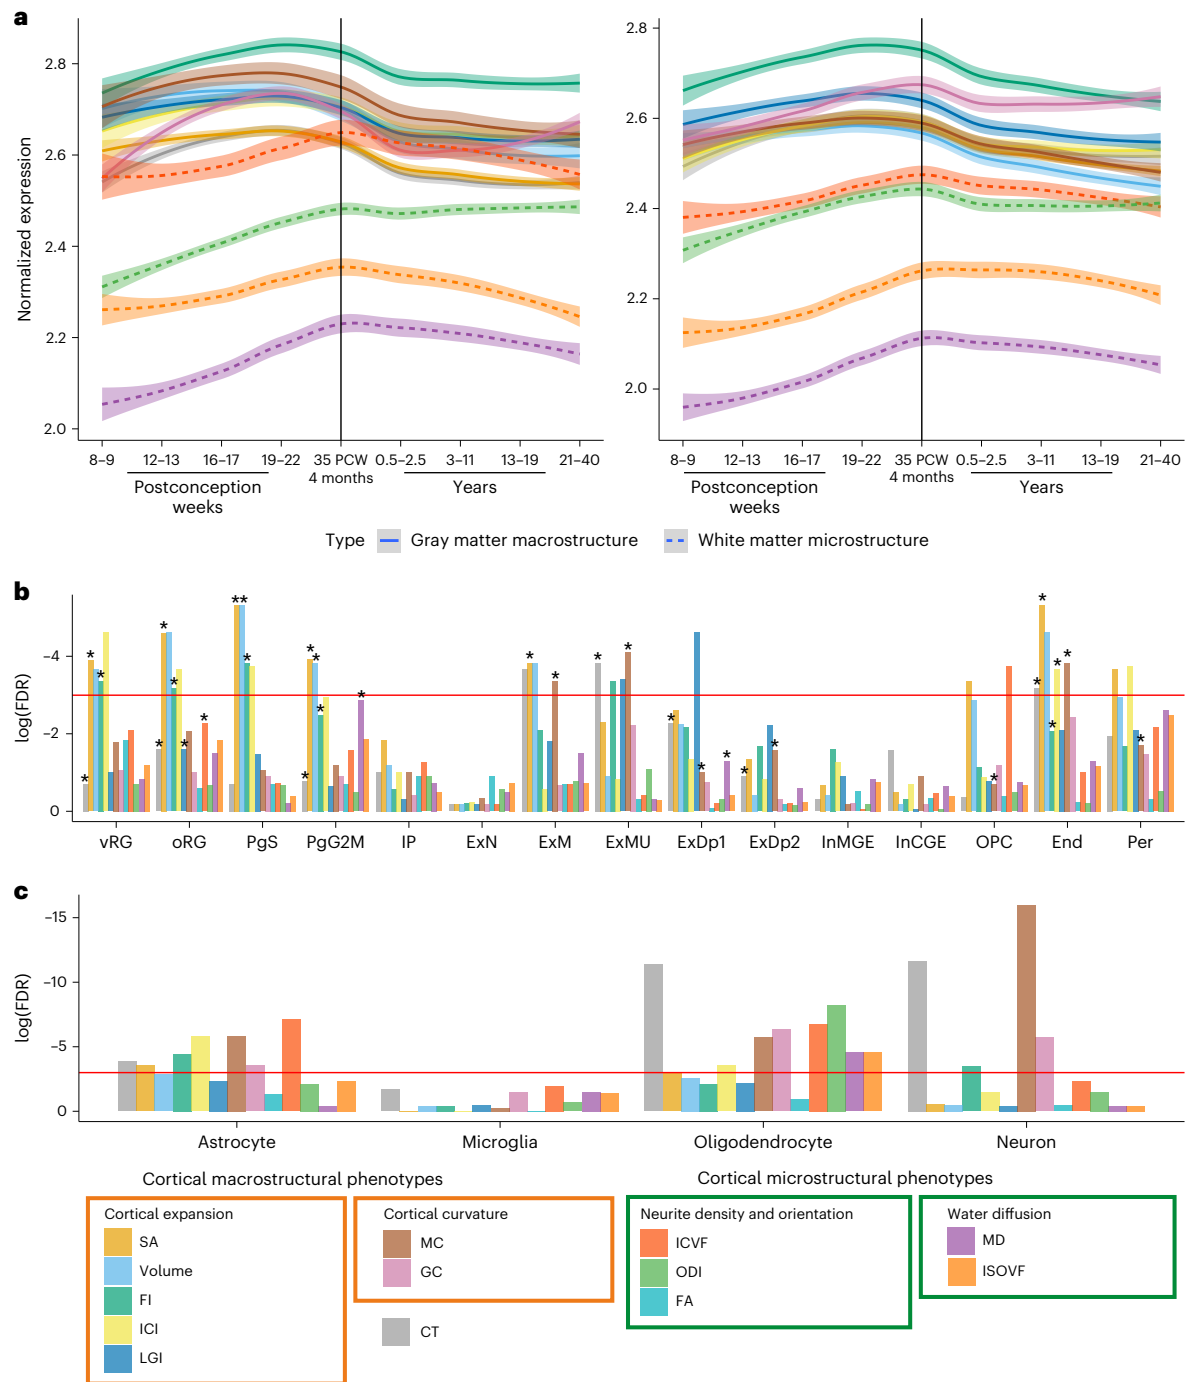 a
Normalized expression
2.8
2.6
2.4
2.2
2.0
8–9
12–13
16–17
19–22
35 PCW
4 months
0.5–2.5
3–11
13–19
21–40
Postconception
weeks
Years
2.8
2.6
2.4
2.2
2.0
8–9
12–13
16–17
19–22
35 PCW
4 months
0.5–2.5
3–11
13–19
21–40
Postconception
weeks
Years
Type
Gray matter macrostructure
White matter microstructure
b
log(FDR)
–4
–2
0
* * * * * * * * ** * * * * * * * * * * * * * * * * * * * * * * * *
vRG
oRG
PgS
PgG2M
IP
ExN
ExM
ExMU
ExDp1
ExDp2
InMGE
InCGE
OPC
End
Per
c
log(FDR)
–15
–10
–5
0
Astrocyte
Microglia
Oligodendrocyte
Neuron
Cortical macrostructural phenotypes
Cortical microstructural phenotypes
Cortical expansion
SA
Volume
FI
ICI
LGI
Cortical curvature
MC
GC
CT
Neurite density and orientation
ICVF
ODI
FA
Water diffusion
MD
ISOVF